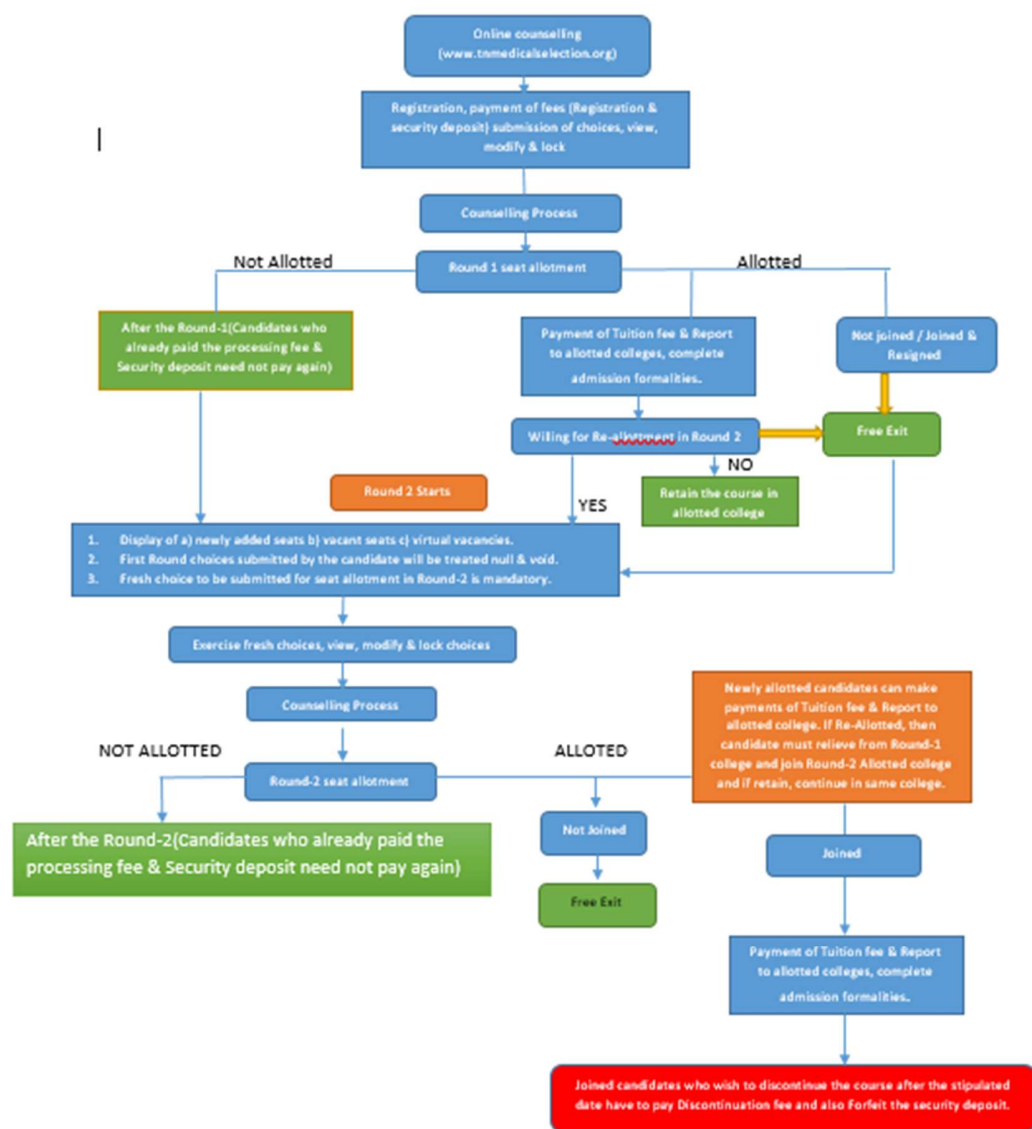 Online counselling
(www.tnmedicalselection.org)
Registration, payment of fees (Registration &
security deposit) submission of choices, view,
modify & lock
Counselling Process
Not Allotted
Round 1 seat allotment
Allotted
After the Round-1(Candidates who
already paid the processing fee &
Security deposit need not pay again)
Payment of Tuition fee & Report
to allotted colleges, complete
admission formalities..
Not joined / Joined &
Resigned
Willing for Re-allotment in Round 2
Free Exit
NO
Retain the course in
allotted college
YES
Round 2 Starts
1. Display of a) newly added seats b) vacant seats c) virtual vacancies.
2. First Round choices submitted by the candidate will be treated null & void.
3. Fresh choice to be submitted for seat allotment in Round-2 is mandatory.
Exercise fresh choices, view, modify & lock choices
Counselling Process
NOT ALLOTTED
Round-2 seat allotment
ALLOTED
Newly allotted candidates can make
payments of Tuition fee & Report to
allotted college. If Re-Allotted, then
candidate must relieve from Round-1
college and join Round-2 Allotted college
and if retain, continue in same college.
After the Round-2(Candidates who already paid the
processing fee & Security deposit need not pay again)
Not Joined
Free Exit
Joined
Payment of Tuition fee & Report
to allotted colleges, complete
admission formalities..
Joined candidates who wish to discontinue the course after the stipulated
date have to pay Discontinuation fee and also Forfeit the security deposit.